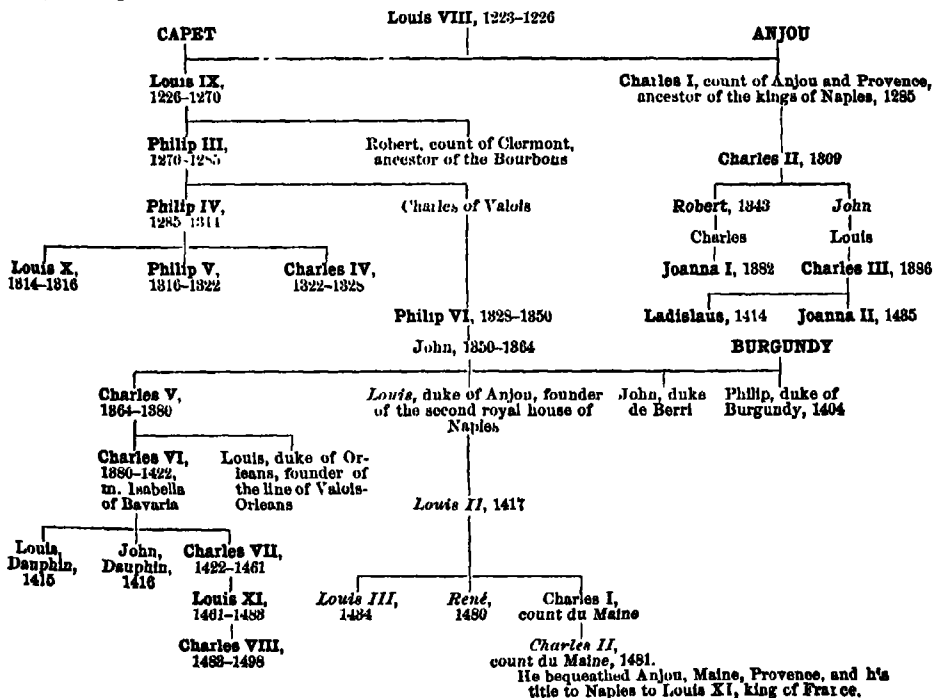 Louis VIII, 1223–1226
CAPET
ANJOU
Louis IX,
1226–1270
Charles I, count of Anjou and Provence,
ancestor of the kings of Naples, 1285
Philip III,
1270–1285
Robert, count of Clermont,
ancestor of the Bourbons
Charles II, 1309
Philip IV,
1285–1314
Charles of Valois
Robert, 1343
John
Charles
Louis
Louis X,
1314–1316
Philip V,
1316–1322
Charles IV,
1322–1328
Joanna I, 1382
Charles III, 1386
Philip VI, 1328–1350
Ladislaus, 1414
Joanna II, 1435
John, 1350–1364
BURGUNDY
Charles V,
1364–1380
Louis, duke of Anjou, founder
of the second royal house of
Naples
John, duke
de Berri
Philip, duke of
Burgundy, 1404
Charles VI,
1380–1422,
m. Isabella
of Bavaria
Louis, duke of Or-
leans, founder of
the line of Valois-
Orleans
Louis II, 1417
Louis,
Dauphin,
1415
John,
Dauphin,
1416
Charles VII,
1422–1461
Louis XI,
1461–1483
Louis III,
1434
René,
1480
Charles I,
count du Maine
Charles VIII,
1483–1498
Charles II,
count du Maine, 1481.
He bequeathed Anjou, Maine, Provence, and his
title to Naples to Louis XI, king of France.